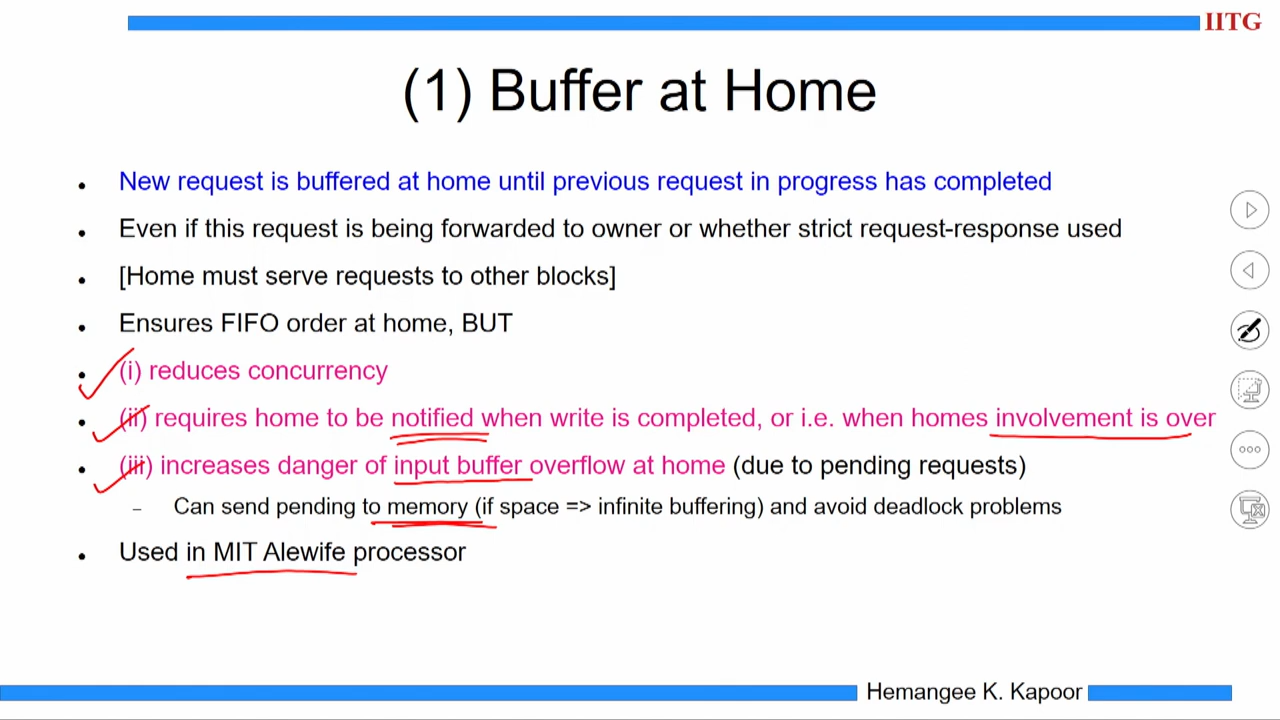 IITG
(1) Buffer at Home
• New request is buffered at home until previous request in progress has completed
• Even if this request is being forwarded to owner or whether strict request-response used
• [Home must serve requests to other blocks]
• Ensures FIFO order at home, BUT
• (i) reduces concurrency
• (ii) requires home to be notified when write is completed, or i.e. when homes involvement is over
• (iii) increases danger of input buffer overflow at home (due to pending requests)
– Can send pending to memory (if space => infinite buffering) and avoid deadlock problems
• Used in MIT Alewife processor
Hemangee K. Kapoor